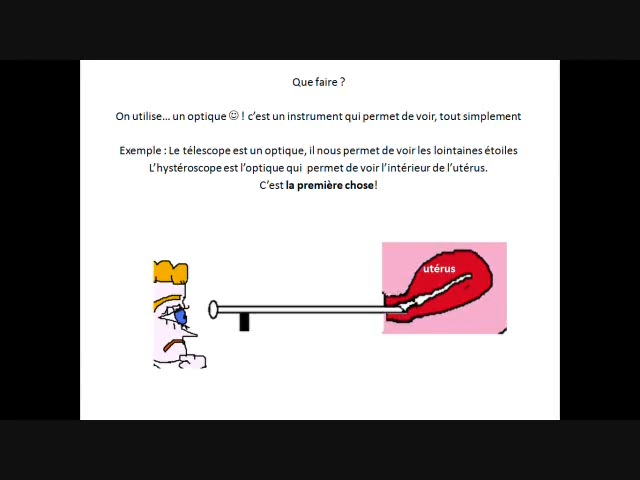 Que faire ?
On utilise... un optique ☺ ! c'est un instrument qui permet de voir, tout simplement
Exemple : Le télescope est un optique, il nous permet de voir les lointaines étoiles
L'hystéroscope est l'optique qui permet de voir l'intérieur de l'utérus.
C'est la première chose!
utérus